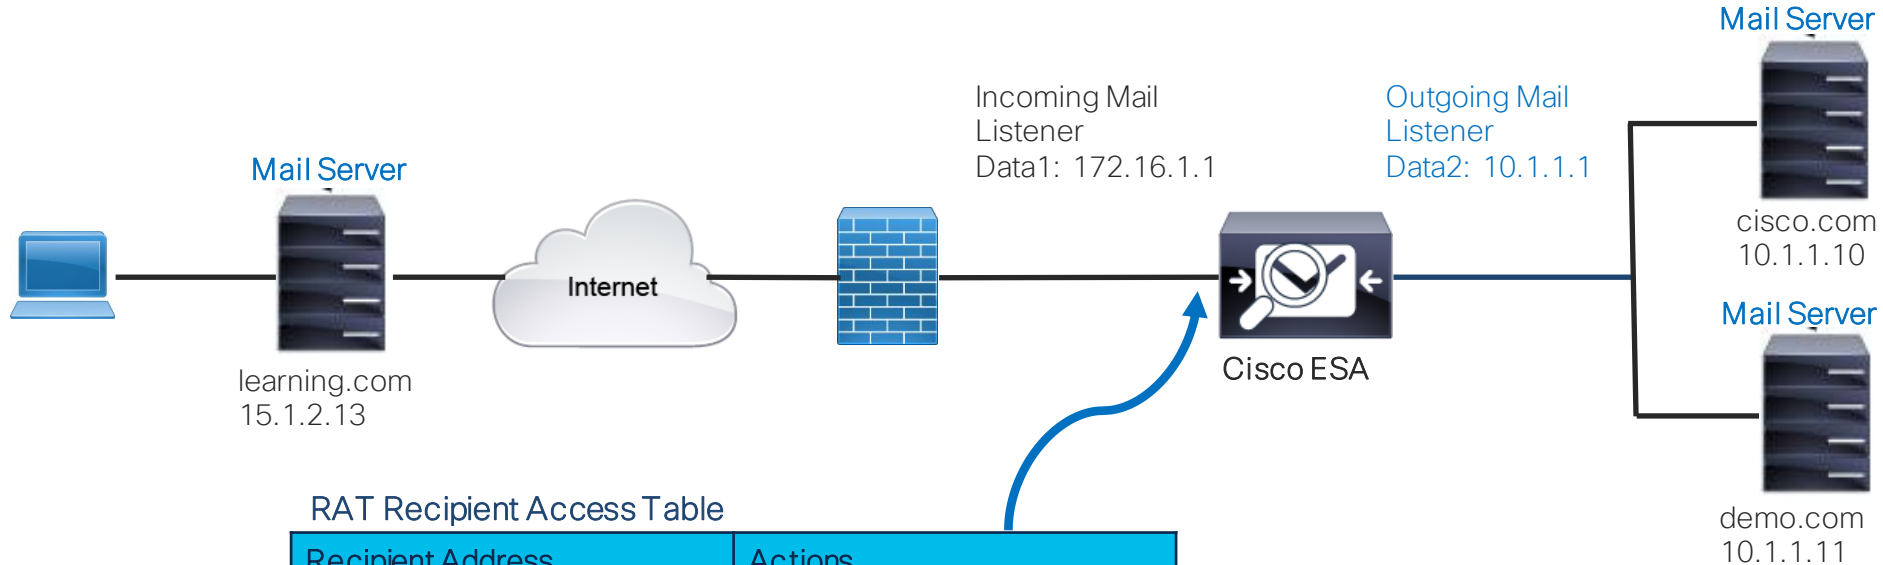 Mail Server
Incoming Mail
Listener
Data1: 172.16.1.1
Outgoing Mail
Listener
Data2: 10.1.1.1
Mail Server
cisco.com
10.1.1.10
Internet
Mail Server
Cisco ESA
learning.com
15.1.2.13
RAT Recipient Access Table
Recipient Address
Actions
demo.com
10.1.1.11